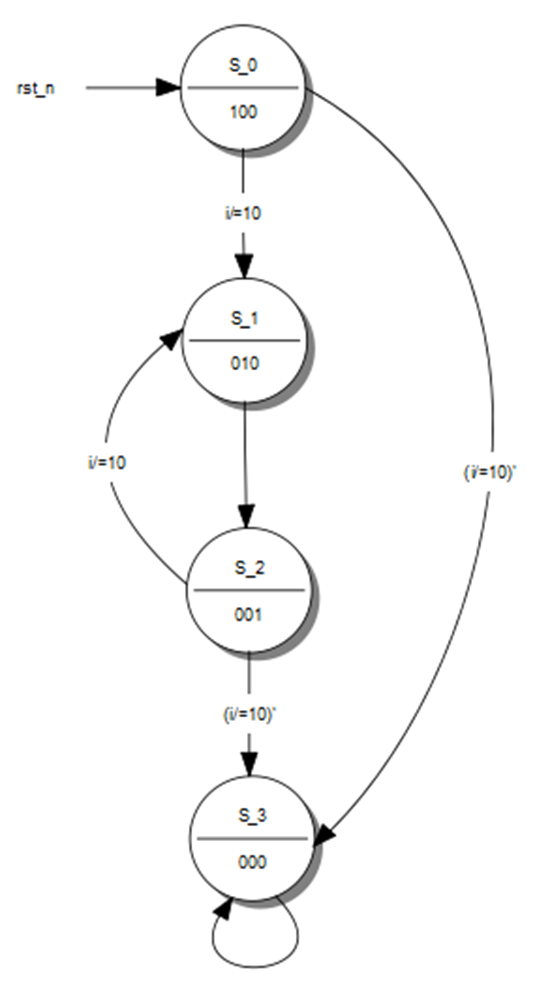 S_0
rst_n
100
i/=10
S_1
010
i/=10
(i/=10)'
S_2
001
(i/=10)'
S_3
000